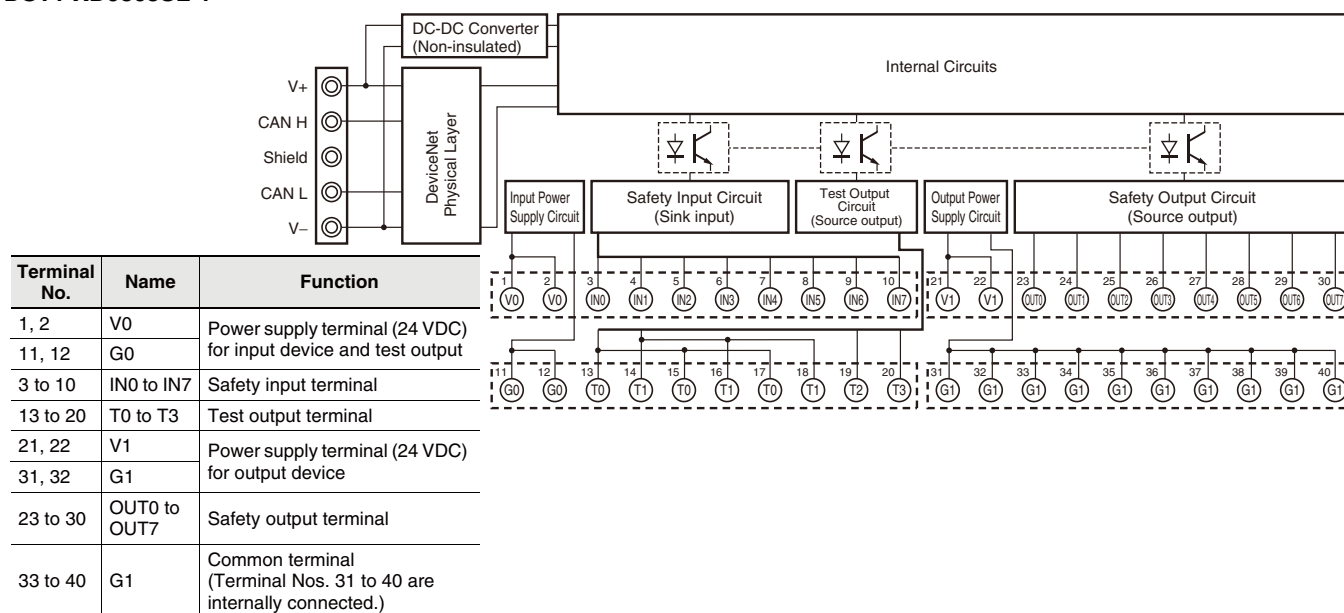 DC-DC Converter
(Non-insulated)
Internal Circuits
V+
CAN H
Shield
CAN L
V–
DeviceNet
Physical Layer
Input Power
Supply Circuit
Safety Input Circuit
(Sink input)
Test Output
Circuit
(Source output)
Output Power
Supply Circuit
Safety Output Circuit
(Source output)
1 2 3 4 5 6 7 8 9 10 21 22 23 24 25 26 27 28 29 30
V0 V0 IN0 IN1 IN2 IN3 IN4 IN5 IN6 IN7 V1 V1 OUT0 OUT1 OUT2 OUT3 OUT4 OUT5 OUT6 OUT7
11 12 13 14 15 16 17 18 19 20 31 32 33 34 35 36 37 38 39 40
G0 G0 T0 T1 T0 T1 T0 T1 T2 T3 G1 G1 G1 G1 G1 G1 G1 G1 G1 G1
Terminal No. Name Function
1, 2 V0 Power supply terminal (24 VDC)
11, 12 G0 for input device and test output
3 to 10 IN0 to IN7 Safety input terminal
13 to 20 T0 to T3 Test output terminal
21, 22 V1 Power supply terminal (24 VDC)
31, 32 G1 for output device
23 to 30 OUT0 to OUT7 Safety output terminal
33 to 40 G1 Common terminal
(Terminal Nos. 31 to 40 are
internally connected.)